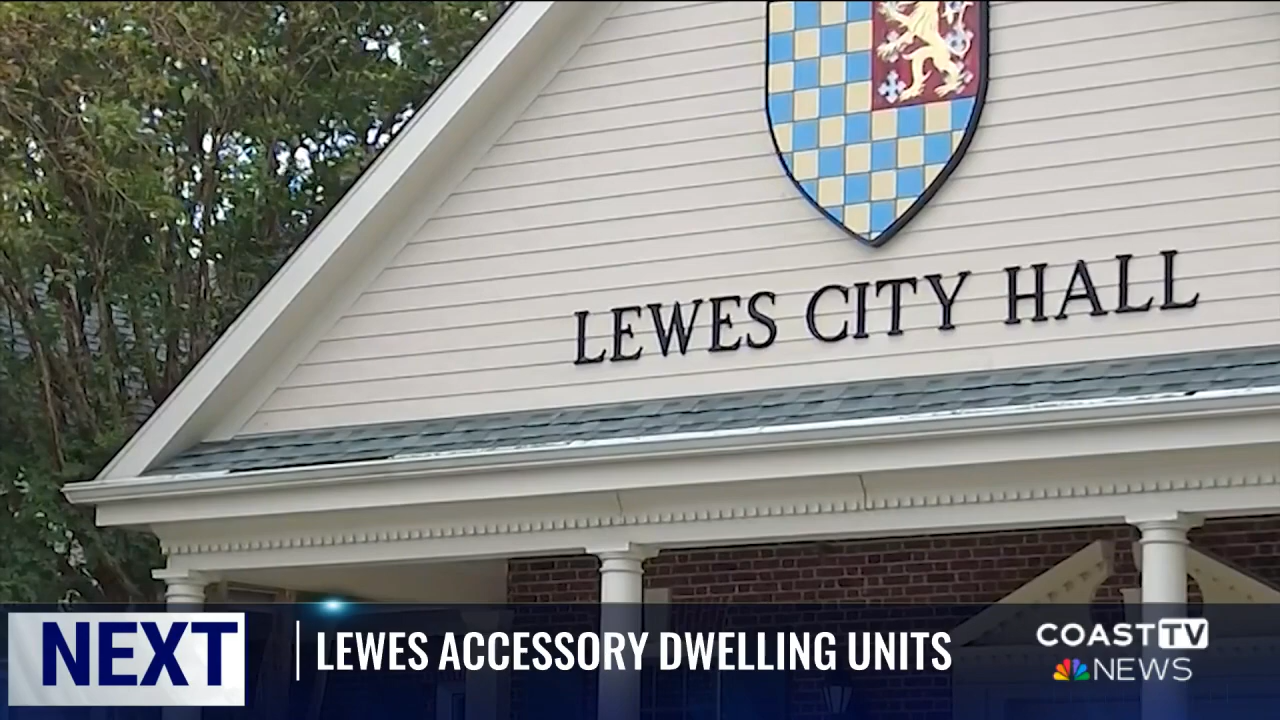 LEWES CITY HALL
NEXT
LEWES ACCESSORY DWELLING UNITS
COAST TV
NEWS